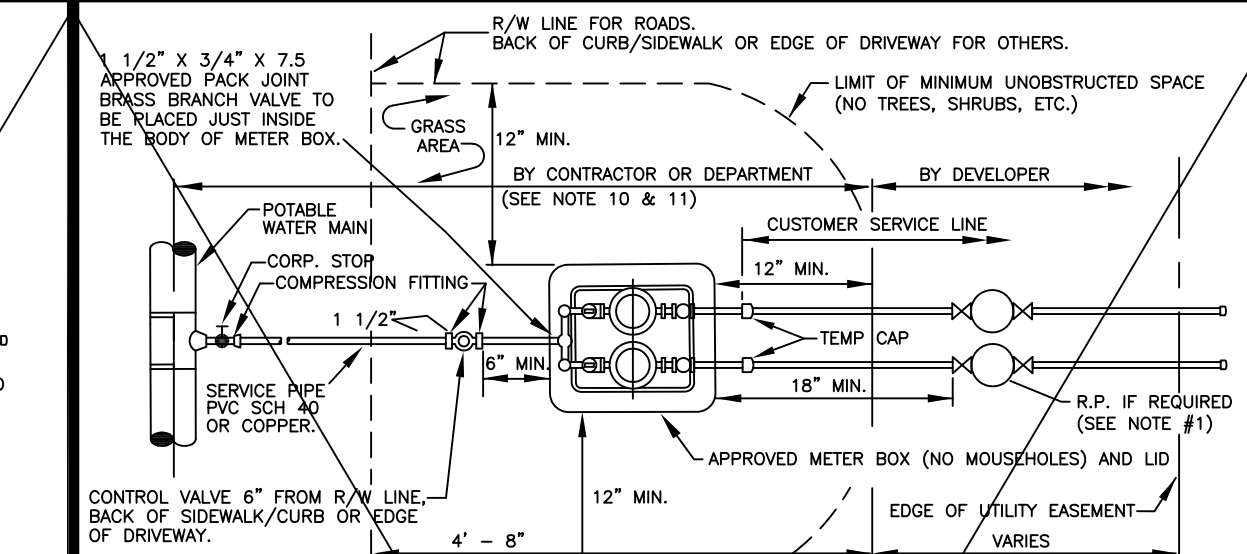 R/W LINE FOR ROADS.
BACK OF CURB/SIDEWALK OR EDGE OF DRIVEWAY FOR OTHERS.
1 1/2" X 3/4" X 7.5
APPROVED PACK JOINT
BRASS BRANCH VALVE TO
BE PLACED JUST INSIDE
THE BODY OF METER BOX.
LIMIT OF MINIMUM UNOBSTRUCTED SPACE
(NO TREES, SHRUBS, ETC.)
GRASS
AREA
12" MIN.
BY CONTRACTOR OR DEPARTMENT
(SEE NOTE 10 & 11)
BY DEVELOPER
POTABLE
WATER MAIN
CUSTOMER SERVICE LINE
CORP. STOP
COMPRESSION FITTING
12" MIN.
1 1/2"
TEMP CAP
6" MIN.
SERVICE PIPE
PVC SCH 40
OR COPPER.
18" MIN.
R.P. IF REQUIRED
(SEE NOTE #1)
APPROVED METER BOX (NO MOUSEHOLES) AND LID
CONTROL VALVE 6" FROM R/W LINE,
BACK OF SIDEWALK/CURB OR EDGE
OF DRIVEWAY.
12" MIN.
EDGE OF UTILITY EASEMENT
4' - 8"
VARIES